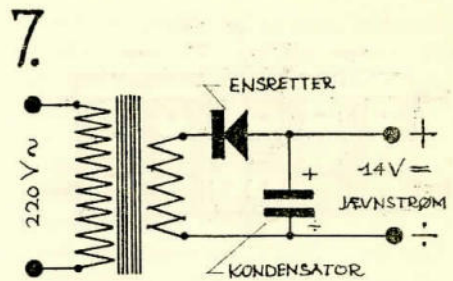 7.
ENSRETTER
220 V ~
+
+
14V =
JÆVNSTRØM
÷
÷
KONDENSATOR